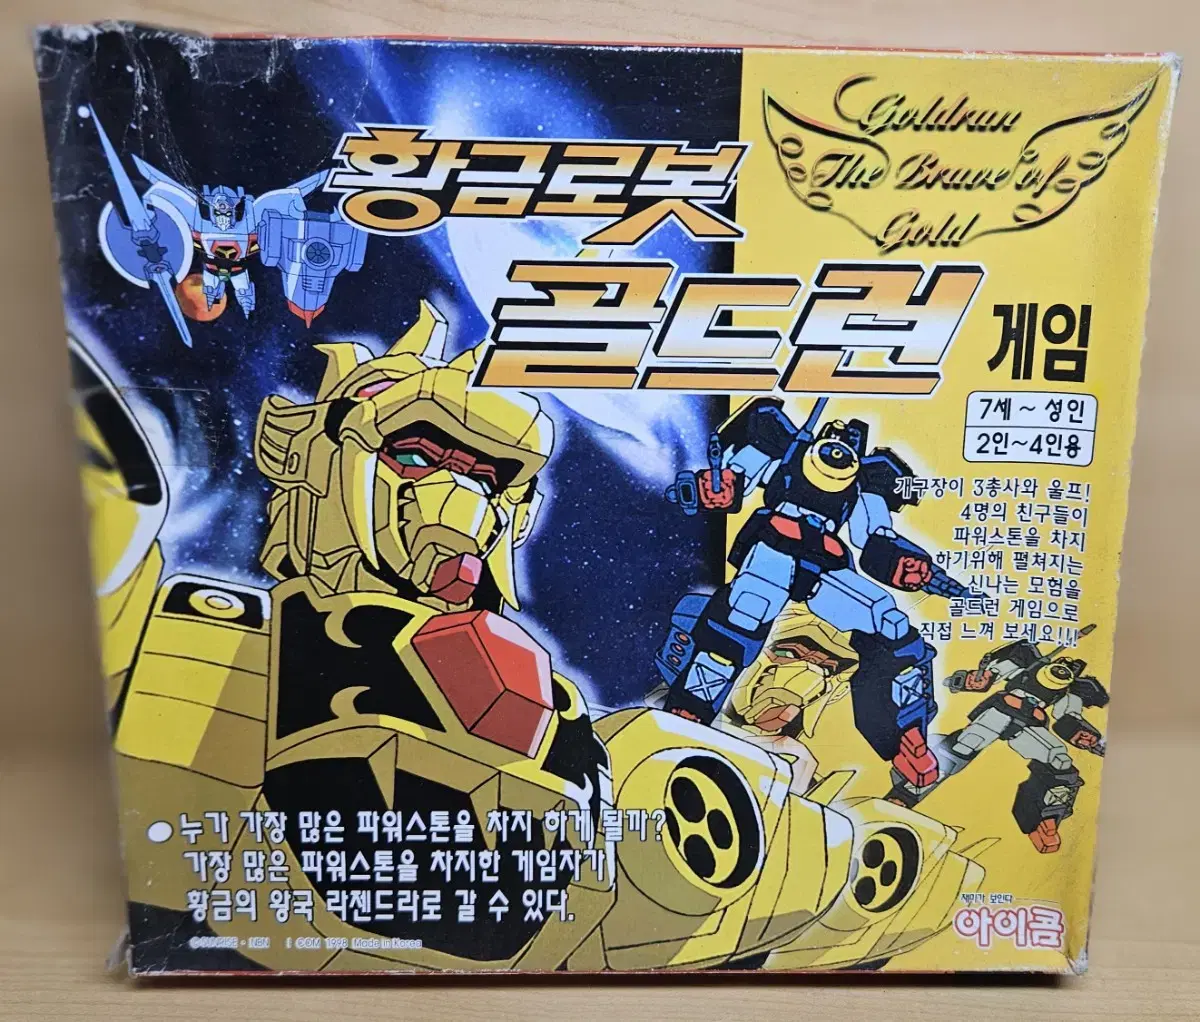 Goldran
The Brave of
Gold
황금로봇
골드런
게임
7세 ~ 성인
2인~4인용
개구장이 3총사와 울프!
4명의 친구들이
파워스톤을 차지
하기위해 펼쳐지는
신나는 모험을
골드런 게임으로
직접 느껴 보세요!!!
● 누가 가장 많은 파워스톤을 차지 하게 될까?
가장 많은 파워스톤을 차지한 게임자가
황금의 왕국 라젠드라로 갈 수 있다.
©SUNRISE · NBN I COM 1998 Made in Korea
재미가 보인다
아이콤